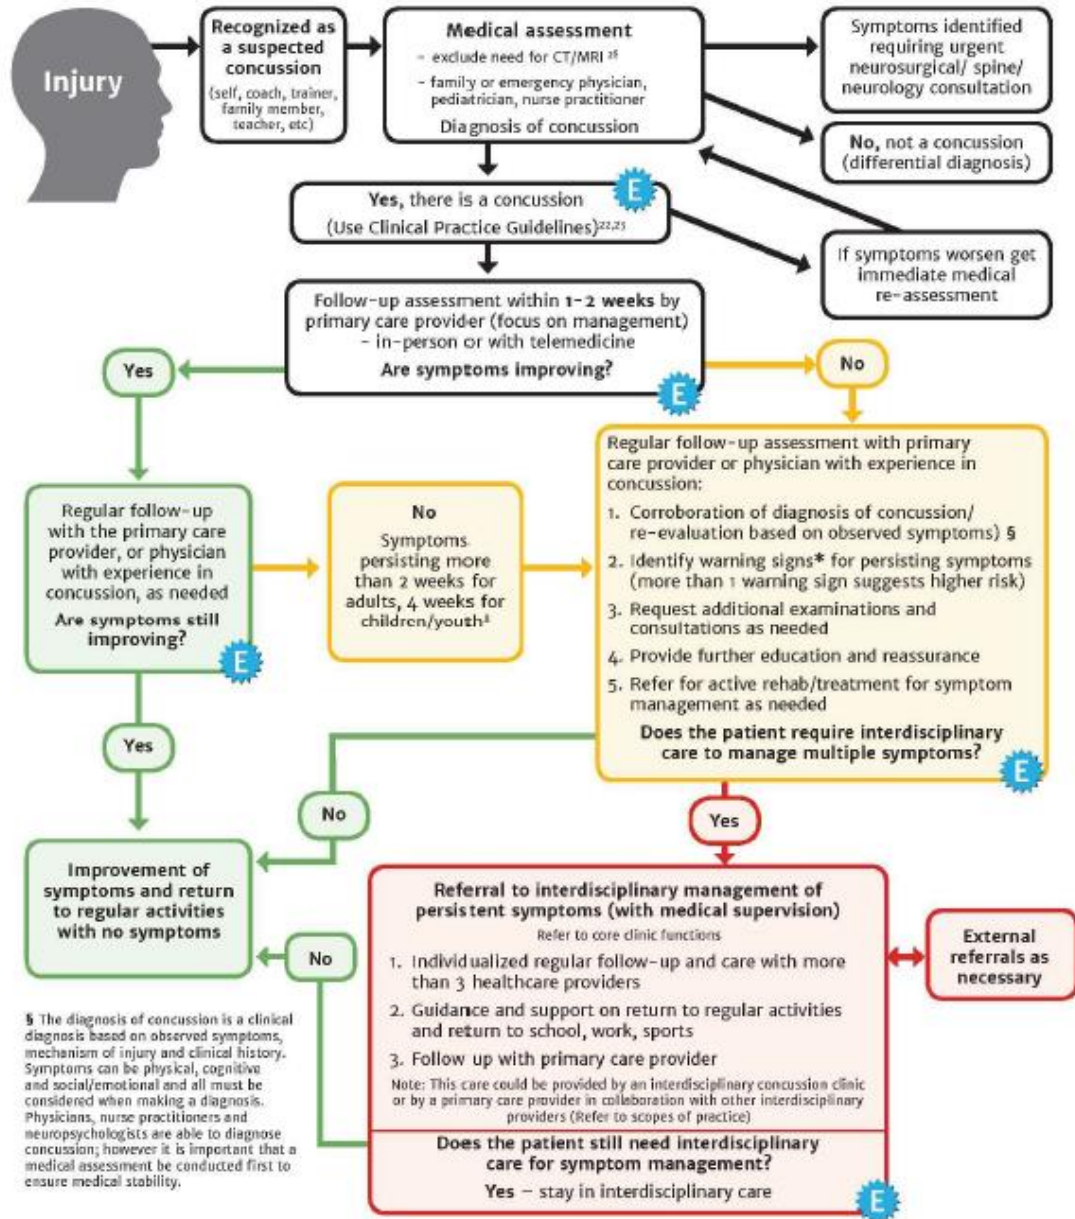 Injury
Recognized as
a suspected
concussion
(self, coach, trainer,
family member,
teacher, etc)
Medical assessment
- exclude need for CT/MRI 26
- family or emergency physician,
pediatrician, nurse practitioner
Diagnosis of concussion
Symptoms identified
requiring urgent
neurosurgical/ spine/
neurology consultation
No, not a concussion
(differential diagnosis)
E
Yes, there is a concussion
(Use Clinical Practice Guidelines)22,23
If symptoms worsen get
immediate medical
re-assessment
Follow-up assessment within 1-2 weeks by
primary care provider (focus on management)
- in-person or with telemedicine
Are symptoms improving?
E
Yes
No
Regular follow-up
with the primary care
provider, or physician
with experience in
concussion, as needed
Are symptoms still
improving?
E
No
Symptoms
persisting more
than 2 weeks for
adults, 4 weeks for
children/youth
Regular follow-up assessment with primary
care provider or physician with experience in
concussion:
1. Corroboration of diagnosis of concussion/
re-evaluation based on observed symptoms) §
2. Identify warning signs* for persisting symptoms
(more than 1 warning sign suggests higher risk)
3. Request additional examinations and
consultations as needed
4. Provide further education and reassurance
5. Refer for active rehab/treatment for symptom
management as needed
Does the patient require interdisciplinary
care to manage multiple symptoms?
E
Yes
No
Yes
Improvement of
symptoms and return
to regular activities
with no symptoms
No
Referral to interdisciplinary management of
persistent symptoms (with medical supervision)
Refer to core clinic functions
1. Individualized regular follow-up and care with more
than 3 healthcare providers
2. Guidance and support on return to regular activities
and return to school, work, sports
3. Follow up with primary care provider
Note: This care could be provided by an interdisciplinary concussion clinic
or by a primary care provider in collaboration with other interdisciplinary
providers (Refer to scopes of practice)
Does the patient still need interdisciplinary
care for symptom management?
Yes – stay in interdisciplinary care
E
External
referrals as
necessary
§ The diagnosis of concussion is a clinical
diagnosis based on observed symptoms,
mechanism of injury and clinical history.
Symptoms can be physical, cognitive
and social/emotional and all must be
considered when making a diagnosis.
Physicians, nurse practitioners and
neuropsychologists are able to diagnose
concussion; however it is important that a
medical assessment be conducted first to
ensure medical stability.